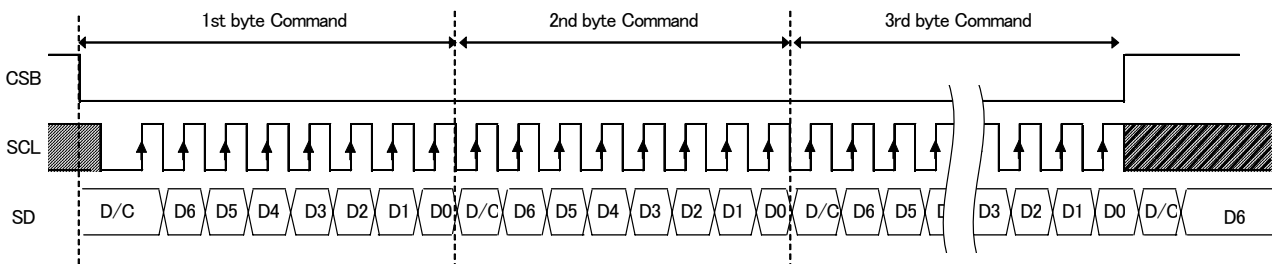 1st byte Command 2nd byte Command 3rd byte Command
CSB
SCL
SD D/C D6 D5 D4 D3 D2 D1 D0 D/C D6 D5 D4 D3 D2 D1 D0 D/C D6 D5 D3 D2 D1 D0 D/C D6